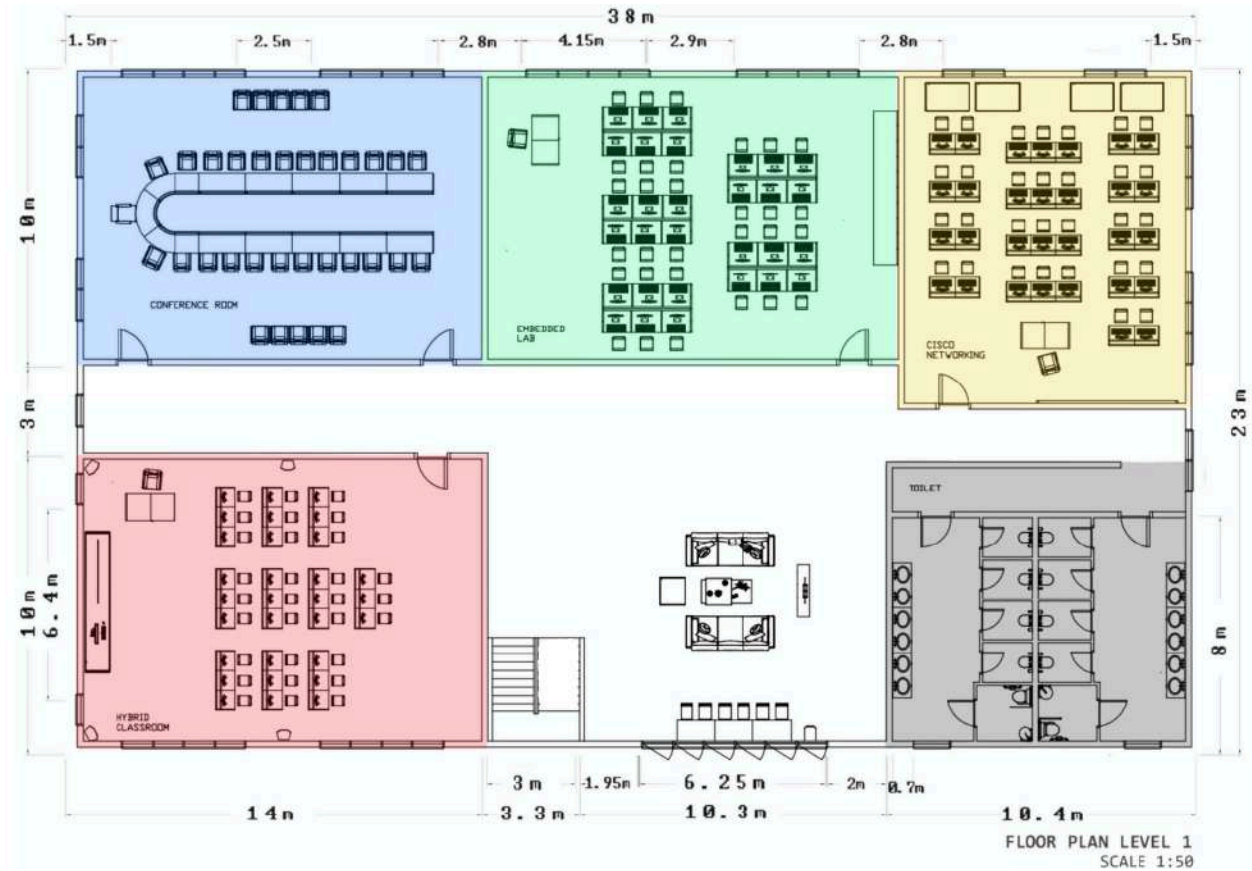 38m
1.5m
2.5m
2.8m
4.15m
2.9m
2.8m
1.5m
10m
3m
10m
6.4m
23m
8m
CONFERENCE ROOM
EMBEDDED
LAB
CISCO
NETWORKING
TOILET
HYBRID
CLASSROOM
3m
1.95m
6.25m
2m
0.7m
14m
3.3m
10.3m
10.4m
FLOOR PLAN LEVEL 1
SCALE 1:50